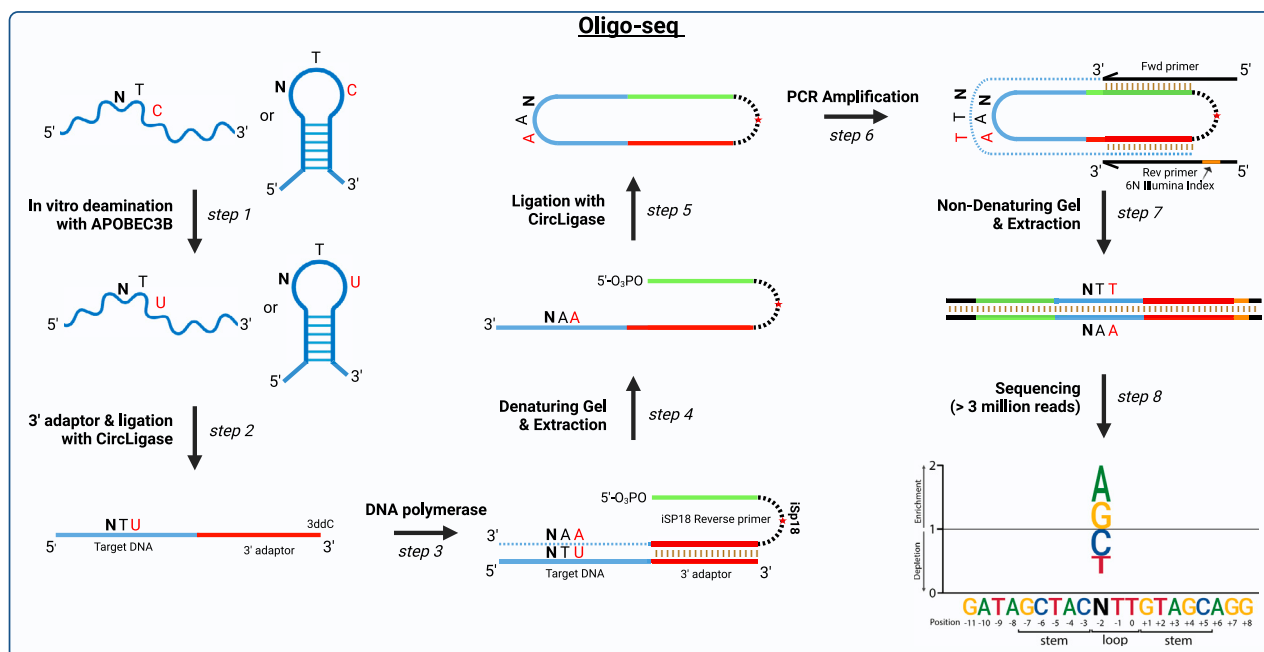 Oligo-seq
N T C
5' 3'
or
N T C
5' 3'
In vitro deamination
with APOBEC3B
step 1
N T U
5' 3'
or
N T U
5' 3'
3' adaptor & ligation
with CircLigase
step 2
N T U
3ddC
5' 3'
Target DNA
3' adaptor
DNA polymerase
step 3
5'-O₃PO
iSP18 Reverse primer
iSp18
3'
N A A
N T U
5'
Target DNA
3' adaptor
3'
Denaturing Gel
& Extraction
step 4
5'-O₃PO
N A A
3'
Ligation with
CircLigase
step 5
A A N
PCR Amplification
step 6
3' 5'
Fwd primer
T T N
A A N
3' 5'
Rev primer
6N Illumina Index
Non-Denaturing Gel
& Extraction
step 7
N T T
N A A
Sequencing
(> 3 million reads)
step 8
2
1
0
Enrichment
Depletion
A
G
C
T
GATAGCTACNTTGTAGCAGG
Position -11 -10 -9 -8 -7 -6 -5 -4 -3 -2 -1 0 +1 +2 +3 +4 +5 +6 +7 +8
stem loop stem